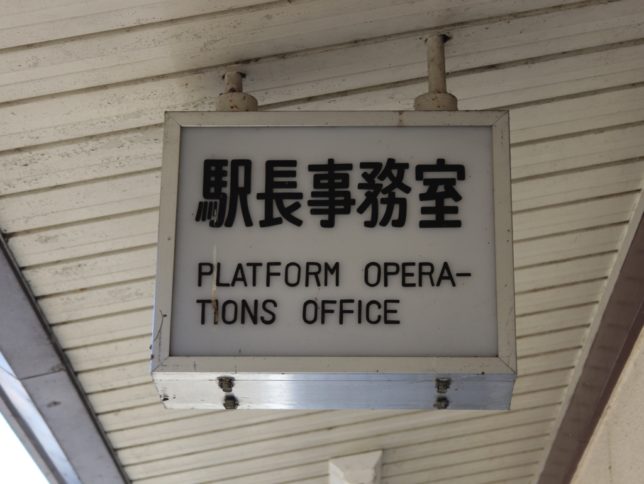 駅長事務室
PLATFORM OPERA-
TIONS OFFICE